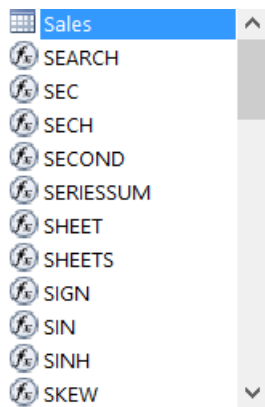 Sales
SEARCH
SEC
SECH
SECOND
SERIESSUM
SHEET
SHEETS
SIGN
SIN
SINH
SKEW